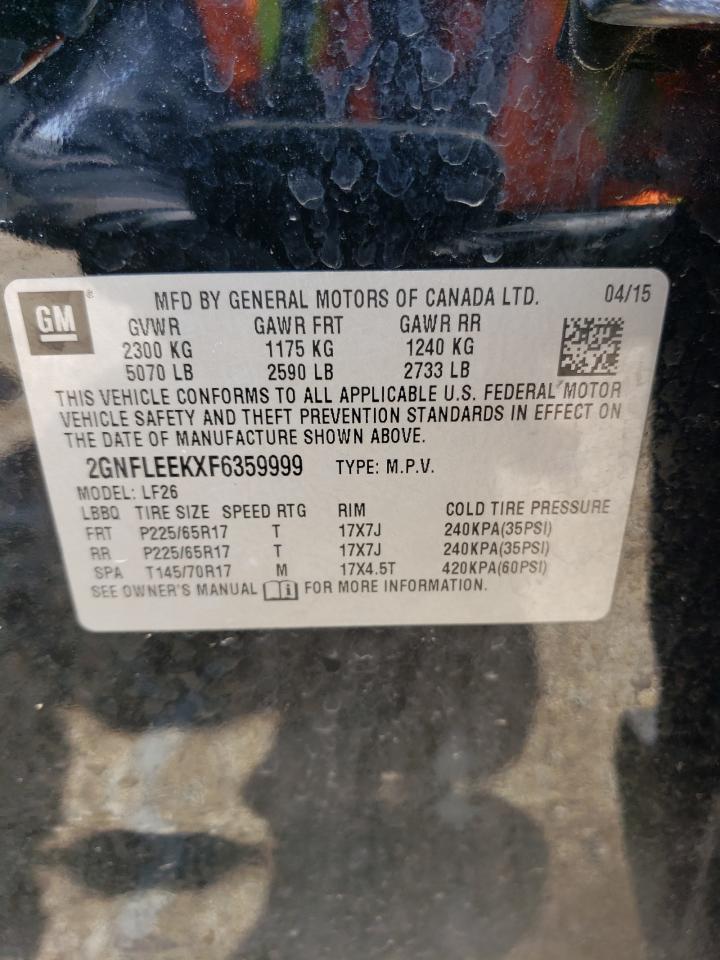 GM ® MFD BY GENERAL MOTORS OF CANADA LTD. 04/15
GVWR GAWR FRT GAWR RR
2300 KG 1175 KG 1240 KG
5070 LB 2590 LB 2733 LB
THIS VEHICLE CONFORMS TO ALL APPLICABLE U.S. FEDERAL MOTOR
VEHICLE SAFETY AND THEFT PREVENTION STANDARDS IN EFFECT ON
THE DATE OF MANUFACTURE SHOWN ABOVE.
2GNFLEEKXF6359999 TYPE: M.P.V.
MODEL: LF26
LBBQ TIRE SIZE SPEED RTG RIM COLD TIRE PRESSURE
FRT P225/65R17 T 17X7J 240KPA(35PSI)
RR P225/65R17 T 17X7J 240KPA(35PSI)
SPA T145/70R17 M 17X4.5T 420KPA(60PSI)
SEE OWNER'S MANUAL i FOR MORE INFORMATION.